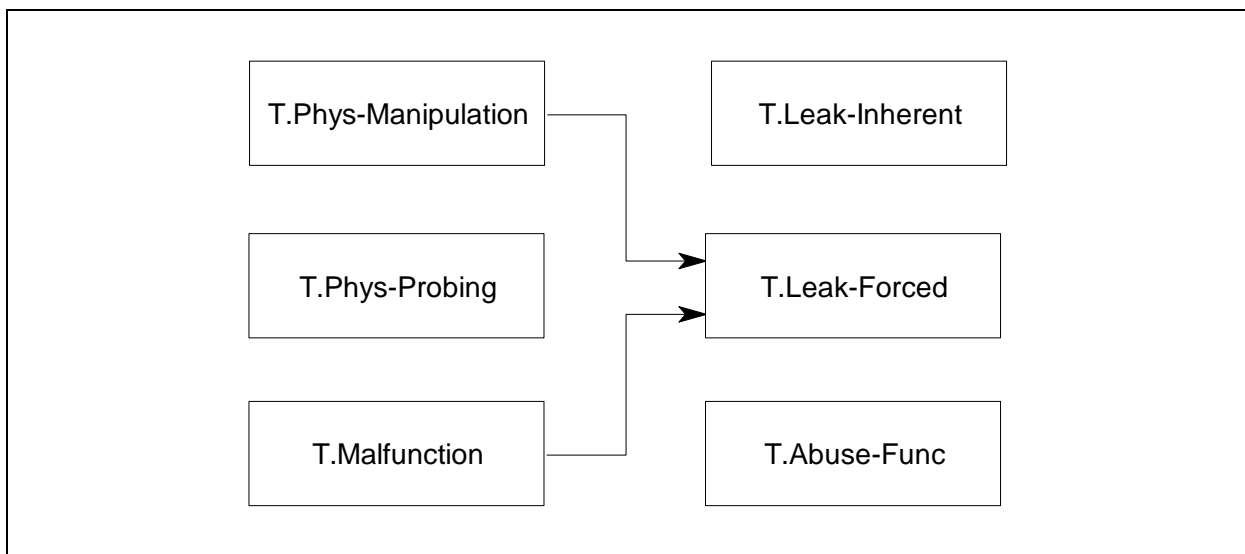 T.Phys-Manipulation
T.Leak-Inherent
T.Phys-Probing
T.Leak-Forced
T.Malfunction
T.Abuse-Func